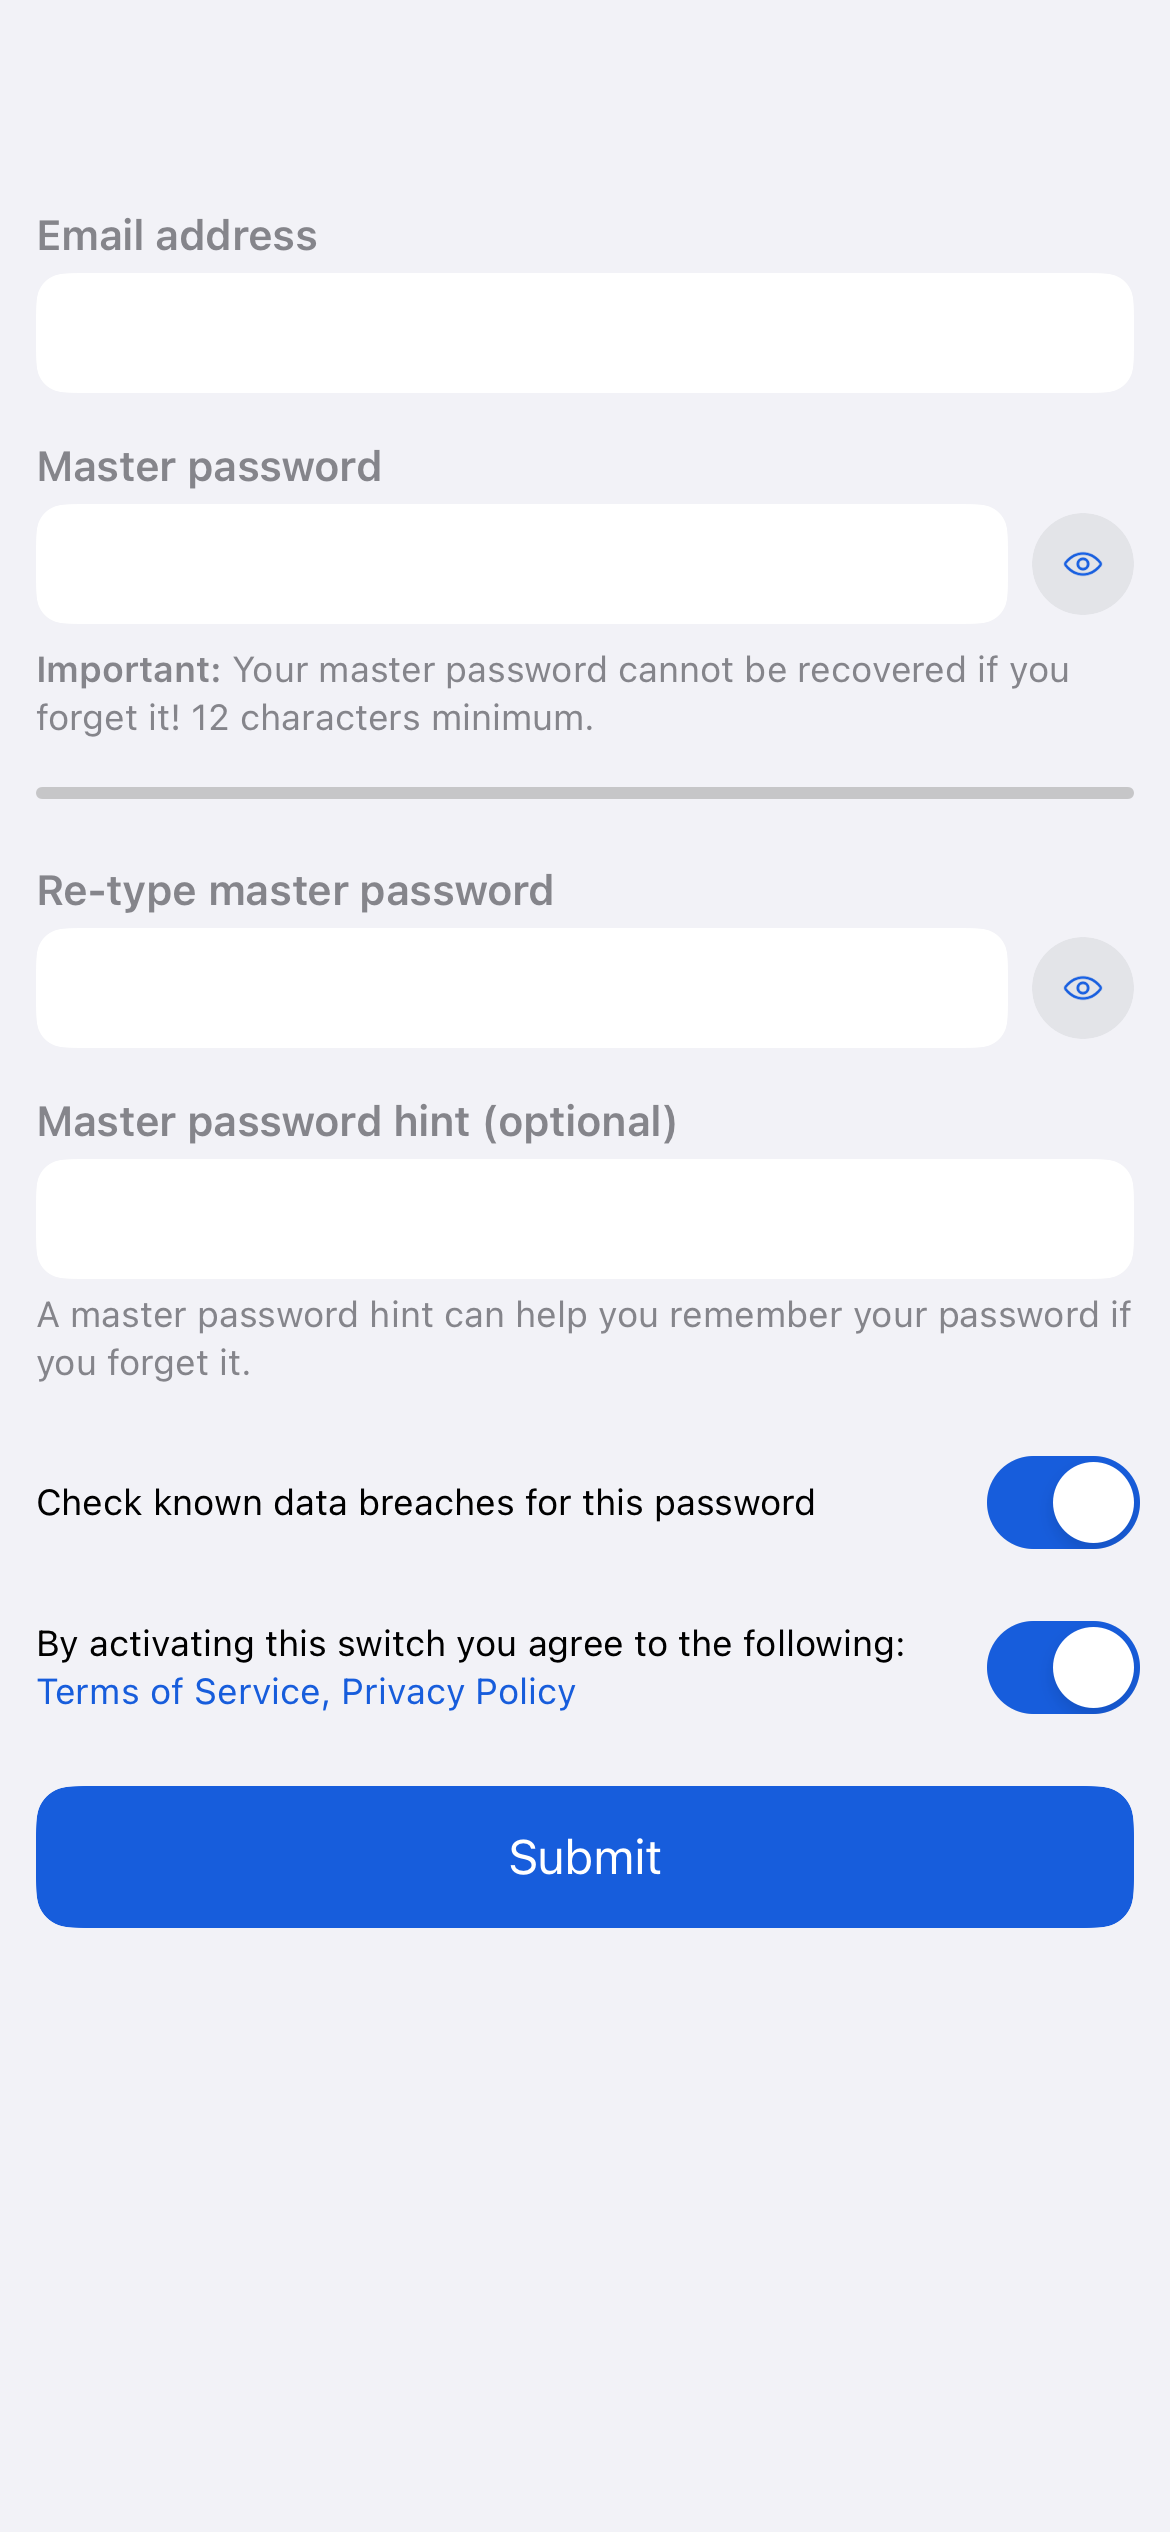 Email address
Master password
Important: Your master password cannot be recovered if you
forget it! 12 characters minimum.
Re-type master password
Master password hint (optional)
A master password hint can help you remember your password if
you forget it.
Check known data breaches for this password
By activating this switch you agree to the following:
Terms of Service, Privacy Policy
Submit